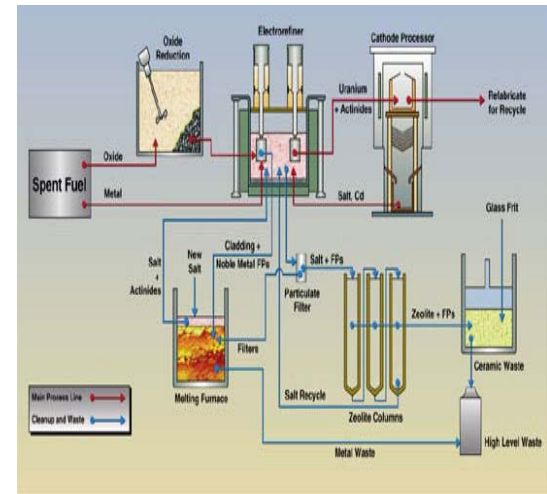 Electrorefiner
Cathode Processor
Oxide
Reduction
Uranium
+ Actinides
Refabricate
for Recycle
Spent Fuel
Oxide
Metal
Salt, Cd
Glass Frit
Salt
+
Actinides
New
Salt
Cladding +
Noble Metal FPs
Salt + FPs
Particulate
Filter
Zeolite + FPs
Filters
Ceramic Waste
Melting Furnace
Salt Recycle
Zeolite Columns
Main Process Line
Cleanup and Waste
Metal Waste
High Level Waste